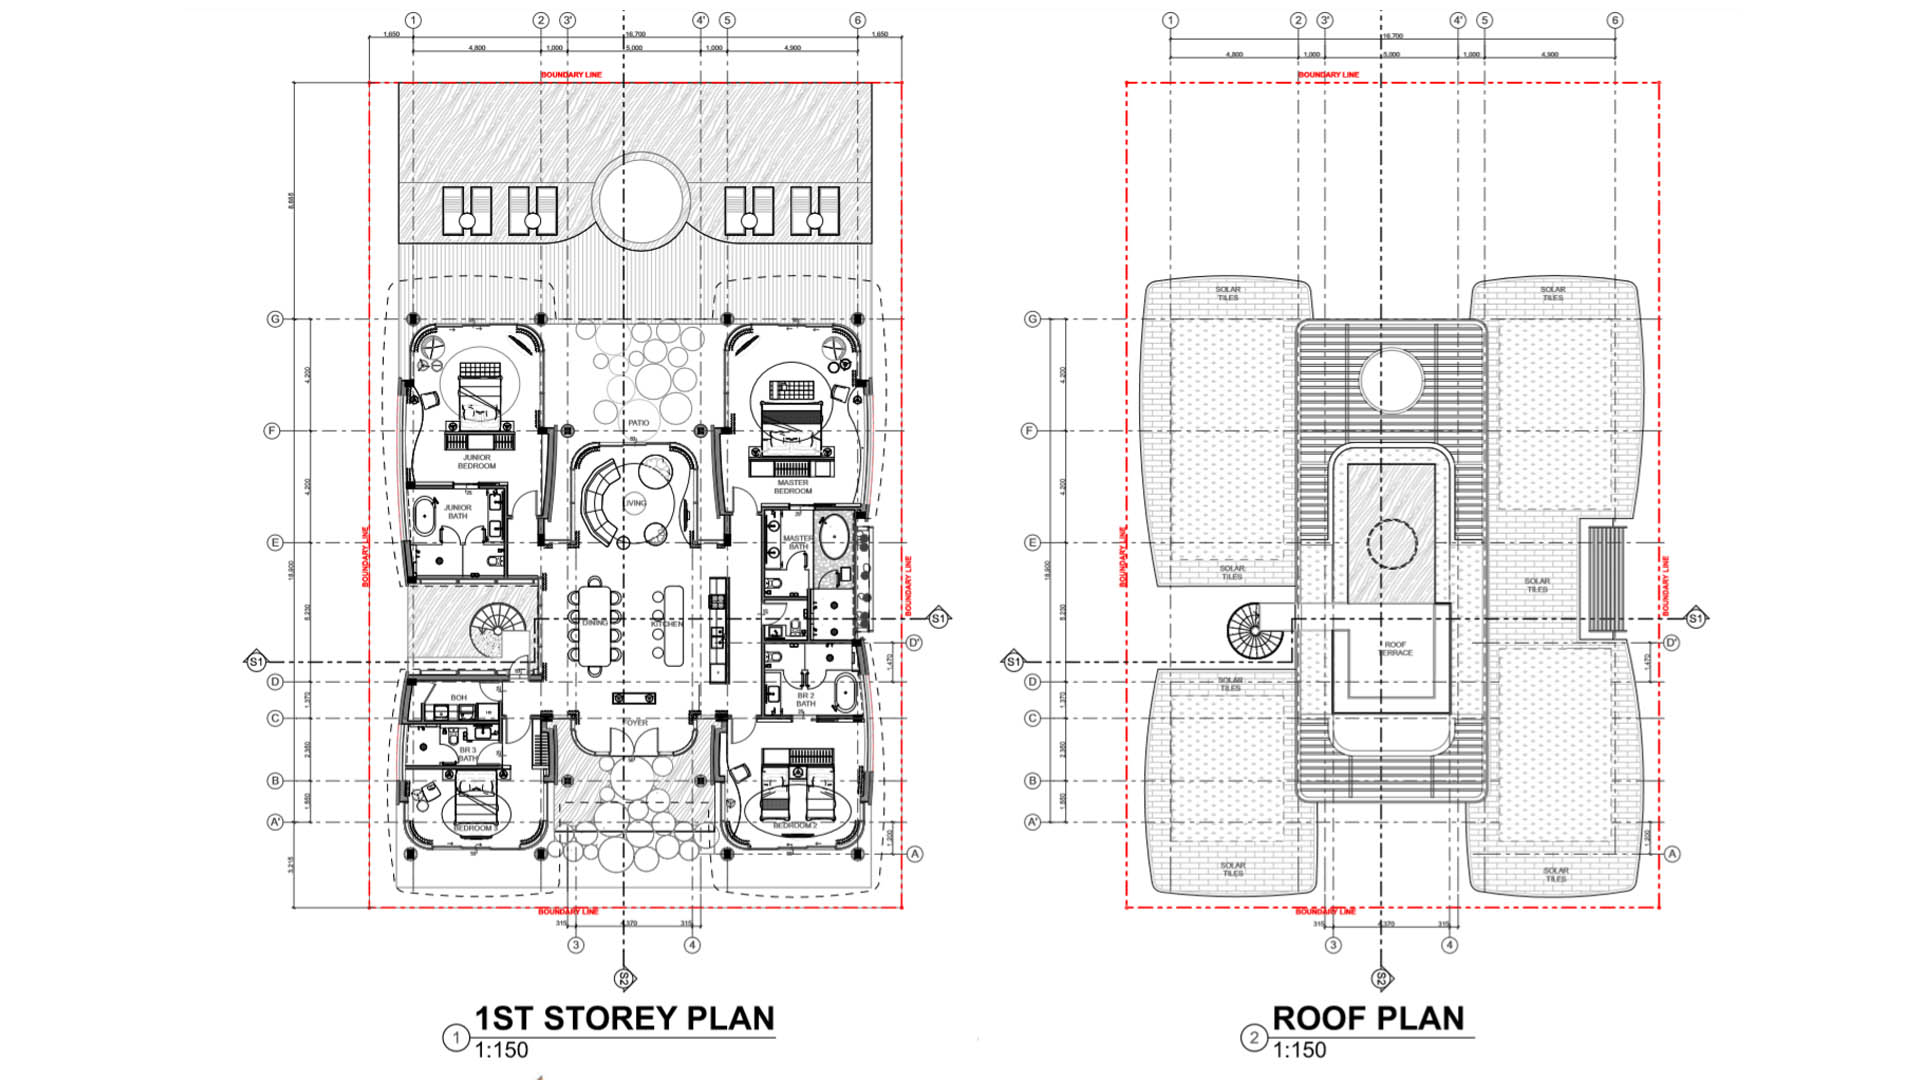 1
2
3'
4'
5
6
16,700
1,650
1,650
4,800
1,000
5,000
1,000
4,900
BOUNDARY LINE
8,685
G
F
E
D
C
B
A'
D'
A
4,200
4,200
18,900
6,230
1,370
2,360
1,550
3,215
1,470
1,200
BOUNDARY LINE
BOUNDARY LINE
PATIO
JUNIOR
BEDROOM
MASTER
BEDROOM
LIVING
JUNIOR
BATH
MASTER
BATH
DINING
KITCHEN
S1
S1
BOH
BR 2
BATH
FOYER
BR 3
BATH
BEDROOM 3
BEDROOM 2
BOUNDARY LINE
315
4,370
315
3
4
S2
1
1ST STOREY PLAN
1:150
1
2
3'
4'
5
6
16,700
4,800
1,000
5,000
1,000
4,900
BOUNDARY LINE
SOLAR
TILES
SOLAR
TILES
G
F
E
D
C
B
A'
D'
A
4,200
4,200
18,900
6,230
1,370
2,360
1,550
1,470
1,200
BOUNDARY LINE
BOUNDARY LINE
SOLAR
TILES
SOLAR
TILES
S1
S1
ROOF
TERRACE
SOLAR
TILES
SOLAR
TILES
SOLAR
TILES
BOUNDARY LINE
315
4,370
315
3
4
S2
2
ROOF PLAN
1:150